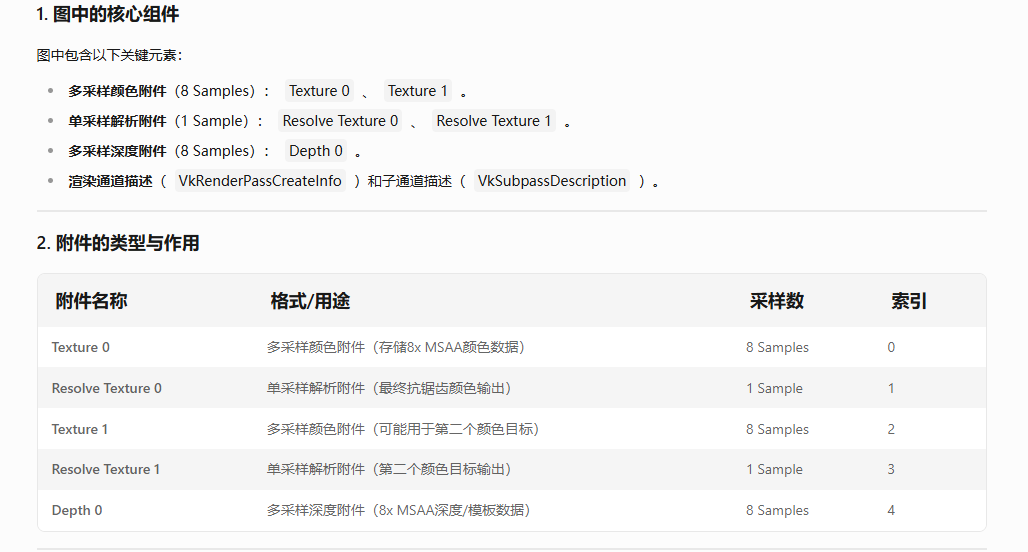 1. 图中的核心组件
图中包含以下关键元素：
多采样颜色附件（8 Samples）： Texture 0 、 Texture 1 。
单采样解析附件（1 Sample）： Resolve Texture 0 、 Resolve Texture 1 。
多采样深度附件（8 Samples）： Depth 0 。
渲染通道描述（ VkRenderPassCreateInfo ）和子通道描述（ VkSubpassDescription ）。
2. 附件的类型与作用
附件名称 格式/用途 采样数 索引
Texture 0 多采样颜色附件（存储8x MSAA颜色数据） 8 Samples 0
Resolve Texture 0 单采样解析附件（最终抗锯齿颜色输出） 1 Sample 1
Texture 1 多采样颜色附件（可能用于第二个颜色目标） 8 Samples 2
Resolve Texture 1 单采样解析附件（第二个颜色目标输出） 1 Sample 3
Depth 0 多采样深度附件（8x MSAA深度/模板数据） 8 Samples 4